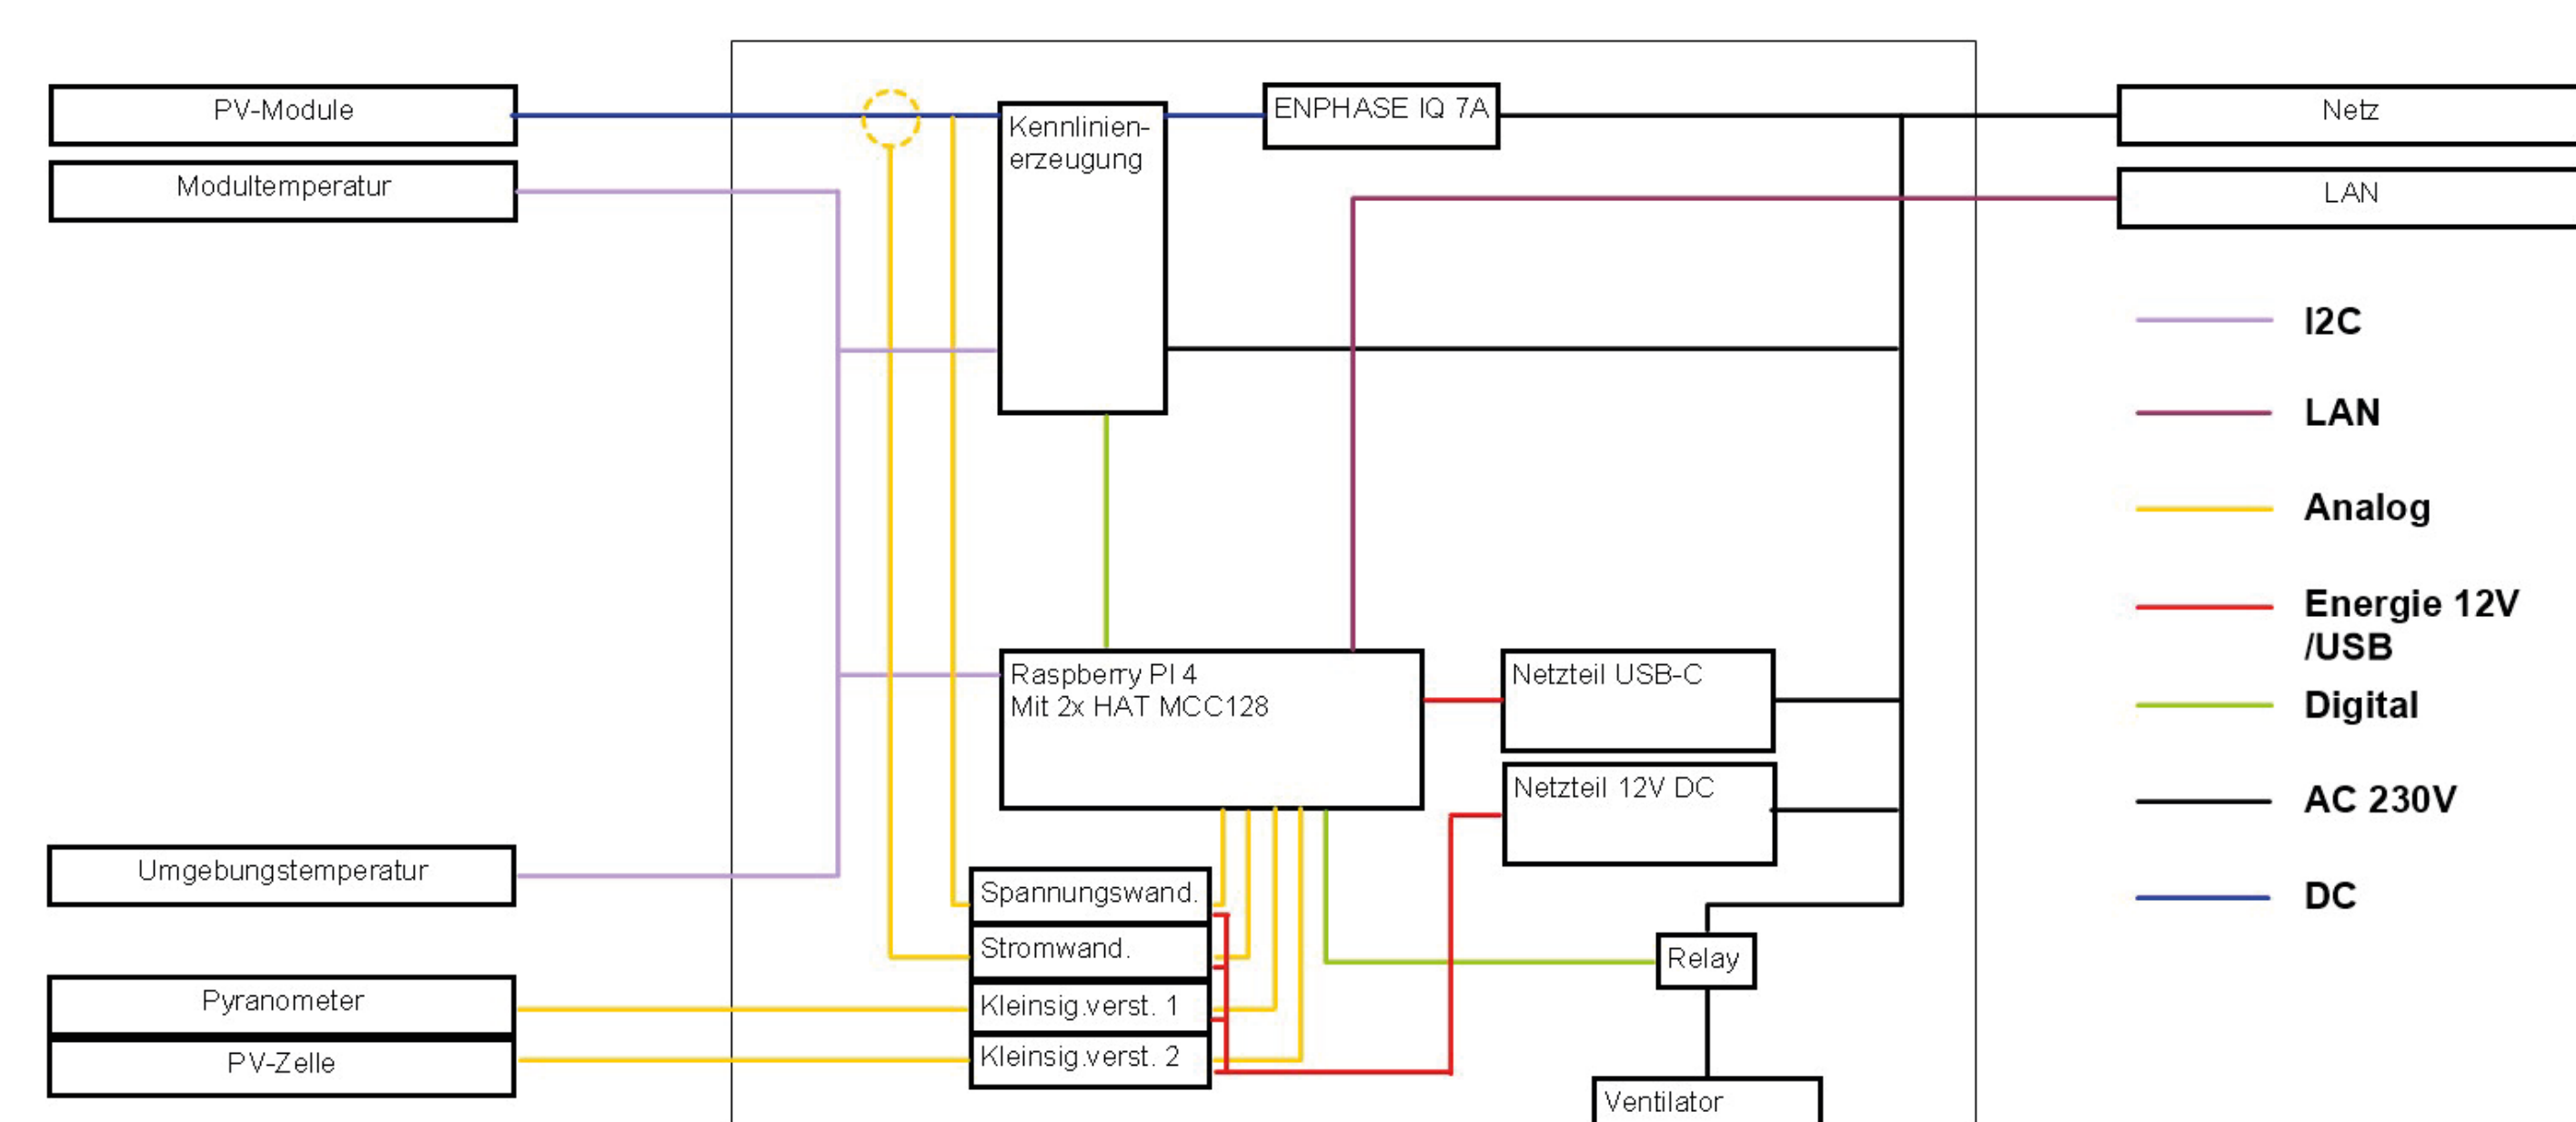 PV-Module
Modultemperatur
Kennlinien-
erzeugung
ENPHASE IQ 7A
Netz
LAN
I2C
LAN
Analog
Energie 12V
/USB
Digital
AC 230V
DC
Raspberry PI 4
Mit 2x HAT MCC128
Netzteil USB-C
Netzteil 12V DC
Umgebungstemperatur
Pyranometer
PV-Zelle
Spannungswand.
Stromwand.
Kleinsig.verst. 1
Kleinsig.verst. 2
Relay
Ventilator